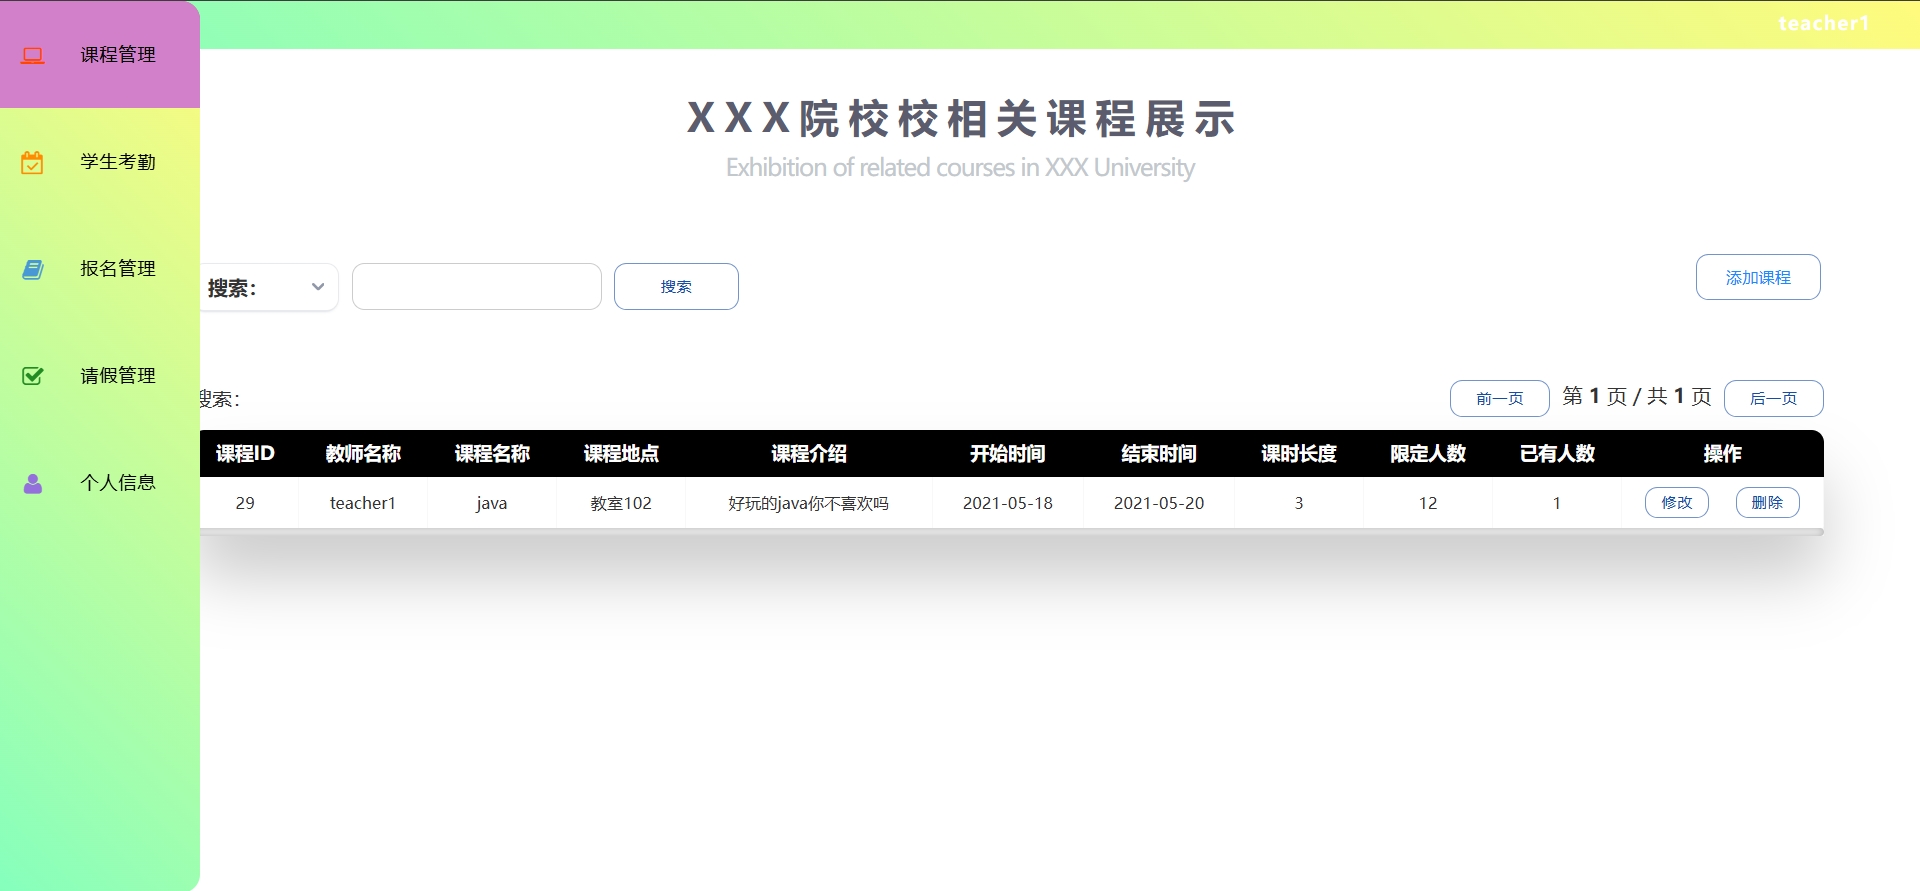 teacher1
课程管理
学生考勤
报名管理
请假管理
个人信息
XXX院校校相关课程展示
Exhibition of related courses in XXX University
搜索：
搜索
添加课程
搜索：
前一页 第 1 页 / 共 1 页 后一页
课程ID 教师名称 课程名称 课程地点 课程介绍 开始时间 结束时间 课时长度 限定人数 已有人数 操作
29 teacher1 java 教室102 好玩的java你不喜欢吗 2021-05-18 2021-05-20 3 12 1 修改 删除